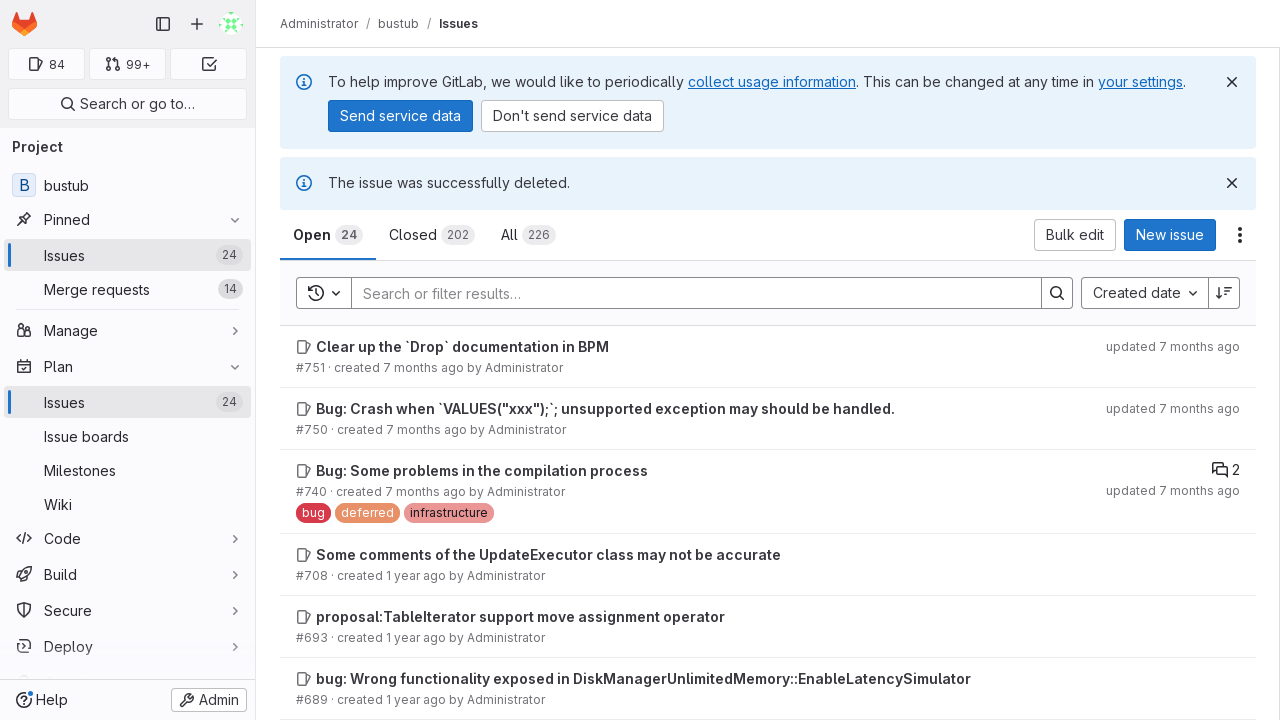 Administrator / bustub / Issues
84
99+
Search or go to…
Project
B bustub
Pinned
Issues 24
Merge requests 14
Manage
Plan
Issues 24
Issue boards
Milestones
Wiki
Code
Build
Secure
Deploy
Help
Admin
To help improve GitLab, we would like to periodically collect usage information. This can be changed at any time in your settings.
Send service data
Don't send service data
The issue was successfully deleted.
Open 24
Closed 202
All 226
Bulk edit
New issue
Search or filter results…
Created date
Clear up the `Drop` documentation in BPM
updated 7 months ago
#751 · created 7 months ago by Administrator
Bug: Crash when `VALUES("xxx");`; unsupported exception may should be handled.
updated 7 months ago
#750 · created 7 months ago by Administrator
Bug: Some problems in the compilation process
2
#740 · created 7 months ago by Administrator
updated 7 months ago
bug deferred infrastructure
Some comments of the UpdateExecutor class may not be accurate
#708 · created 1 year ago by Administrator
proposal:TableIterator support move assignment operator
#693 · created 1 year ago by Administrator
bug: Wrong functionality exposed in DiskManagerUnlimitedMemory::EnableLatencySimulator
#689 · created 1 year ago by Administrator